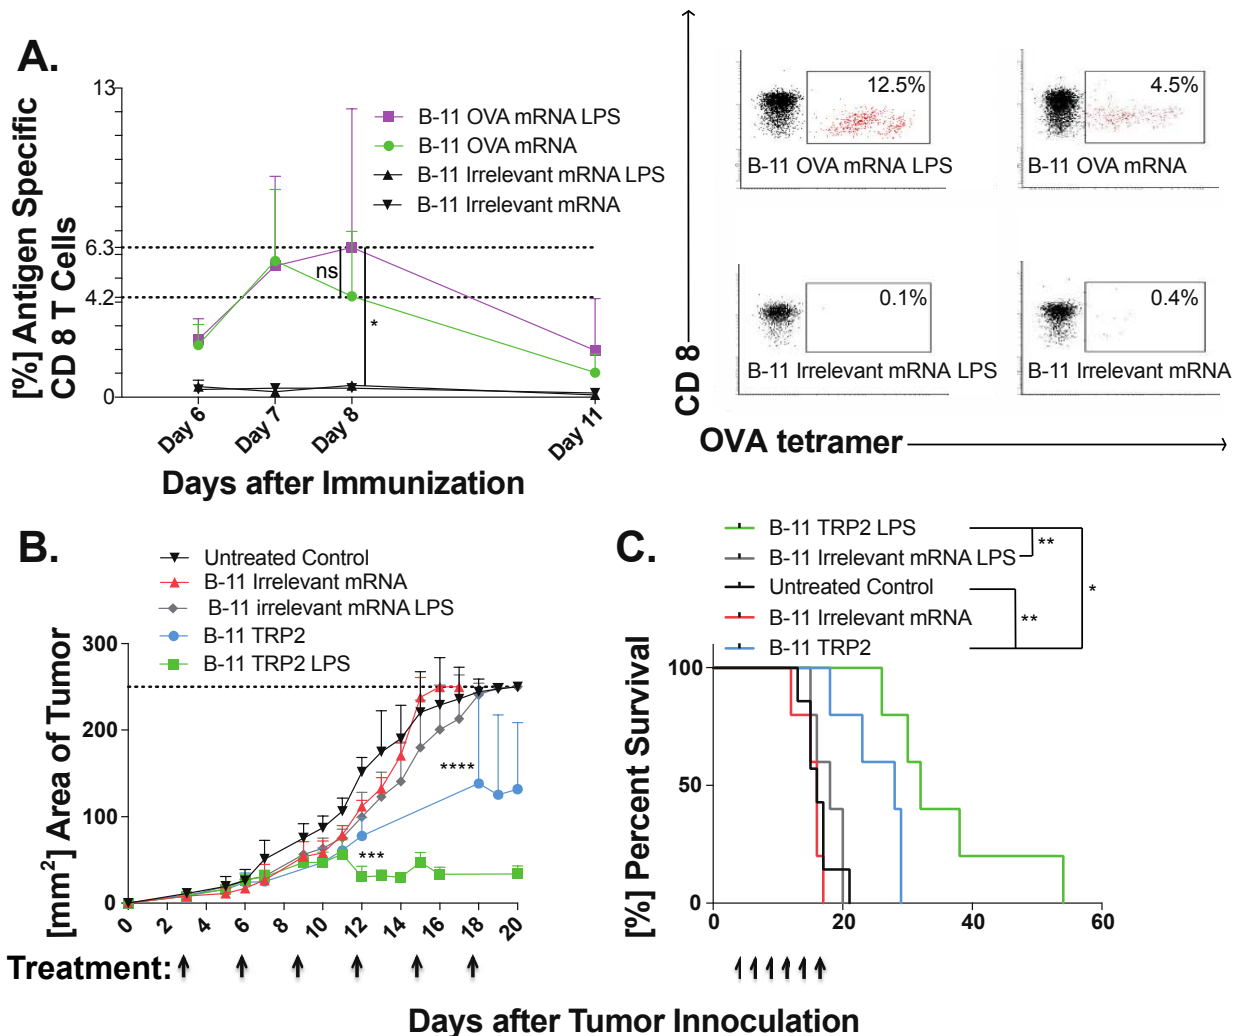 A.
[%] Antigen Specific
CD 8 T Cells
13
6.3
4.2
0
ns
*
B-11 OVA mRNA LPS
B-11 OVA mRNA
B-11 Irrelevant mRNA LPS
B-11 Irrelevant mRNA
Day 6
Day 7
Day 8
Day 11
Days after Immunization
CD 8
12.5%
B-11 OVA mRNA LPS
4.5%
B-11 OVA mRNA
0.1%
B-11 Irrelevant mRNA LPS
0.4%
B-11 Irrelevant mRNA
OVA tetramer
B.
Untreated Control
B-11 Irrelevant mRNA
B-11 irrelevant mRNA LPS
B-11 TRP2
B-11 TRP2 LPS
[mm²] Area of Tumor
300
200
100
0
****
***
0 2 4 6 8 10 12 14 16 18 20
Treatment:
C.
B-11 TRP2 LPS
B-11 Irrelevant mRNA LPS
Untreated Control
B-11 Irrelevant mRNA
B-11 TRP2
**
**
*
[%] Percent Survival
100
50
0
0 20 40 60
Days after Tumor Innoculation